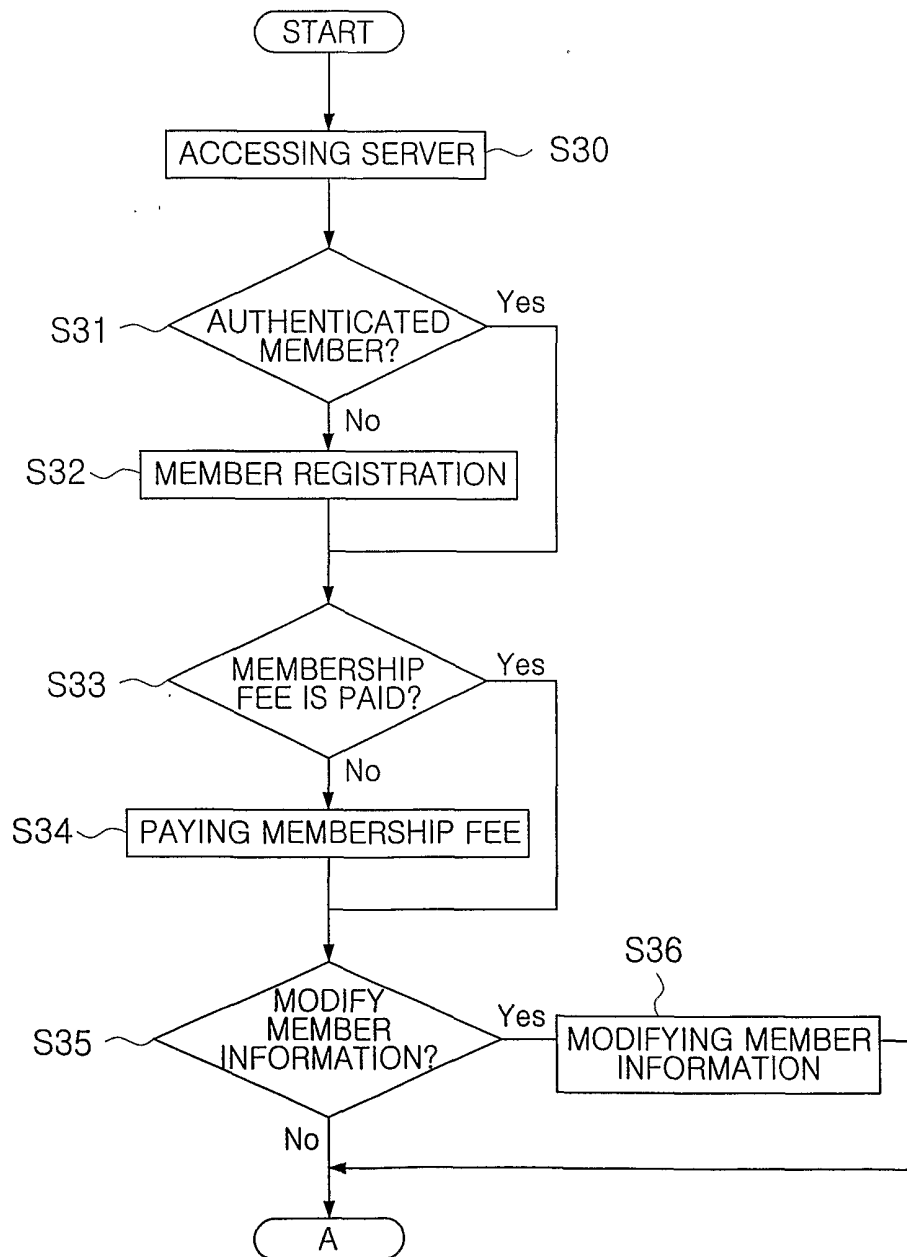 START
ACCESSING SERVER
S30
S31
AUTHENTICATED
MEMBER?
Yes
No
S32
MEMBER REGISTRATION
S33
MEMBERSHIP
FEE IS PAID?
Yes
No
S34
PAYING MEMBERSHIP FEE
S35
MODIFY
MEMBER
INFORMATION?
Yes
S36
MODIFYING MEMBER
INFORMATION
No
A